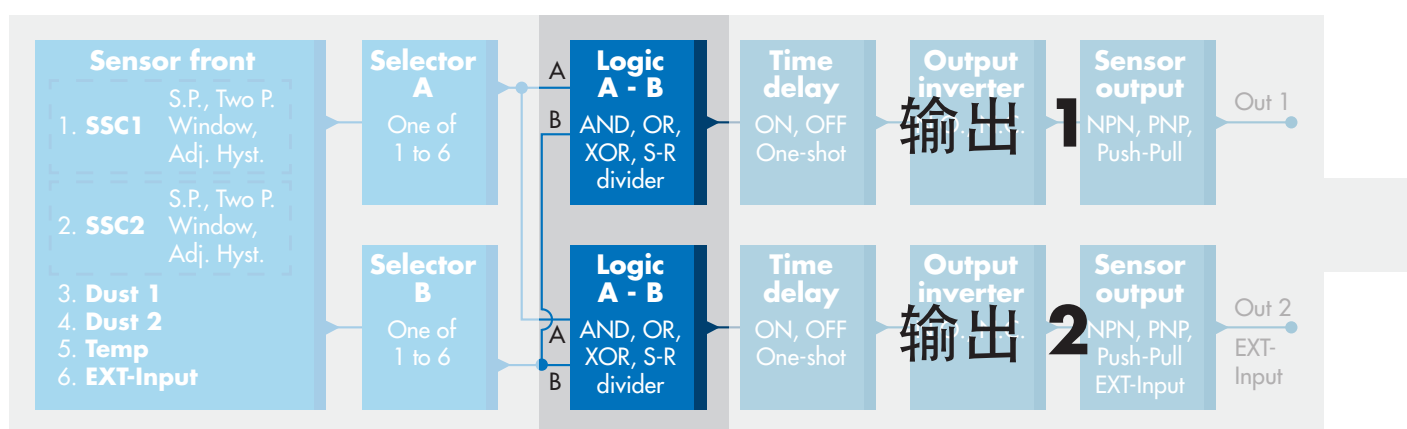 Sensor front
1. SSC1
S.P., Two P.
Window,
Adj. Hyst.
2. SSC2
S.P., Two P.
Window,
Adj. Hyst.
3. Dust 1
4. Dust 2
5. Temp
6. EXT-Input
Selector
A
One of
1 to 6
A
B
Logic
A - B
AND, OR,
XOR, S-R
divider
Time
delay
ON, OFF
One-shot
Output
inverter
输出 1
Sensor
output
NPN, PNP,
Push-Pull
Out 1
Selector
B
One of
1 to 6
A
B
Logic
A - B
AND, OR,
XOR, S-R
divider
Time
delay
ON, OFF
One-shot
Output
inverter
输出 2
Sensor
output
NPN, PNP,
Push-Pull
EXT-Input
Out 2
EXT-
Input